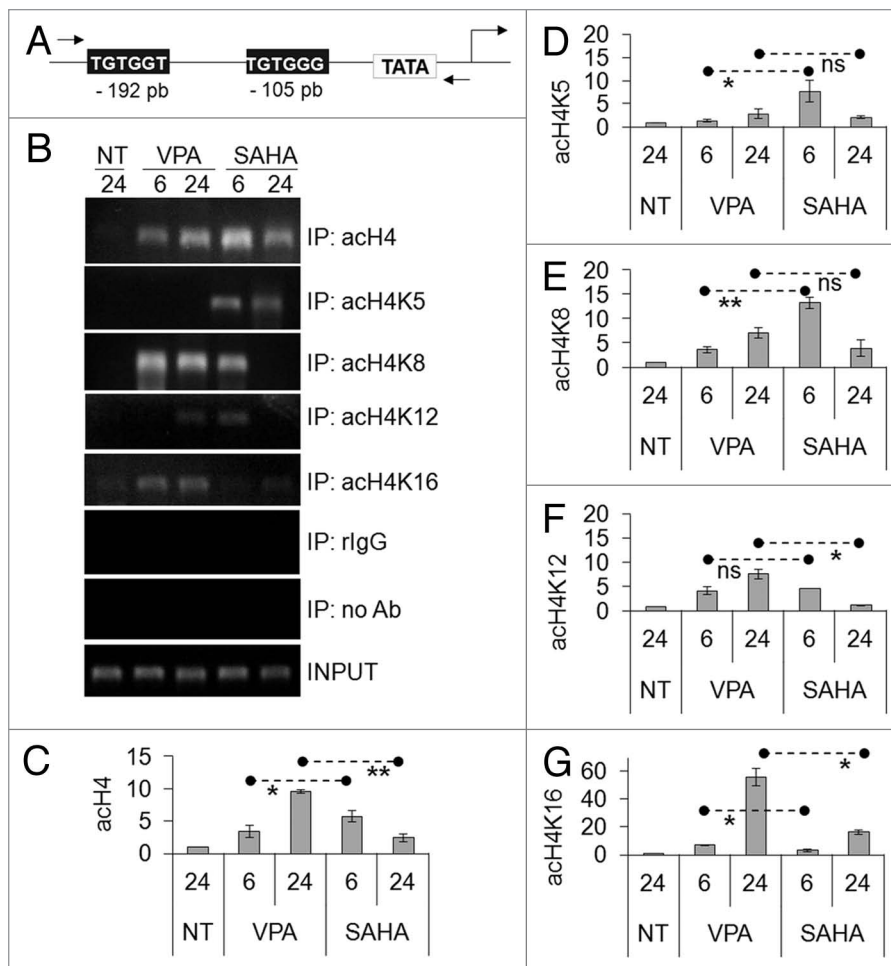 A
TGTGGT
TGTGGG
TATA
- 192 pb
- 105 pb
B
NT VPA SAHA
24 6 24 6 24
IP: acH4
IP: acH4K5
IP: acH4K8
IP: acH4K12
IP: acH4K16
IP: rIgG
IP: no Ab
INPUT
C
acH4
15
10
5
0
*
**
24 6 24 6 24
NT VPA SAHA
D
acH4K5
20
15
10
5
0
*
ns
24 6 24 6 24
NT VPA SAHA
E
acH4K8
20
15
10
5
0
**
ns
24 6 24 6 24
NT VPA SAHA
F
acH4K12
20
15
10
5
0
ns
*
24 6 24 6 24
NT VPA SAHA
G
acH4K16
60
40
20
0
*
*
24 6 24 6 24
NT VPA SAHA